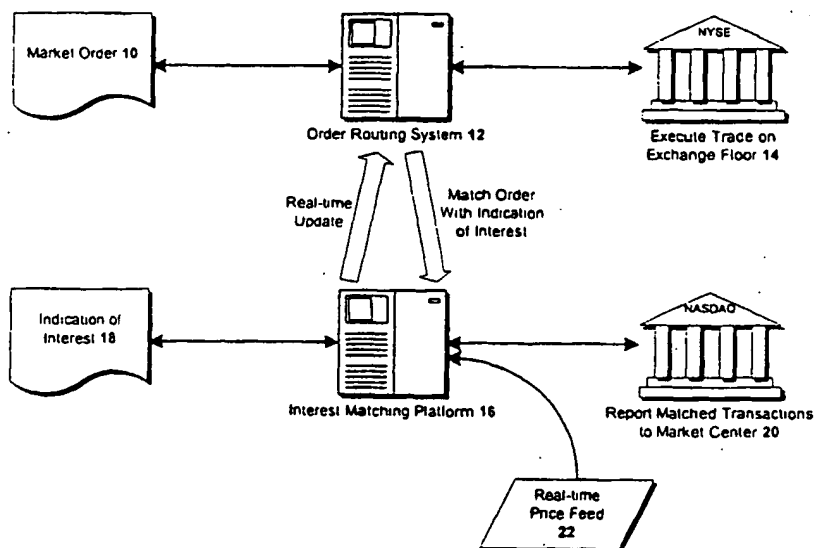 Market Order 10
NYSE
Order Routing System 12
Execute Trade on
Exchange Floor 14
Real-time
Update
Match Order
With Indication
of Interest
Indication of
Interest 18
NASDAQ
Interest Matching Platform 16
Report Matched Transactions
to Market Center 20
Real-time
Price Feed
22